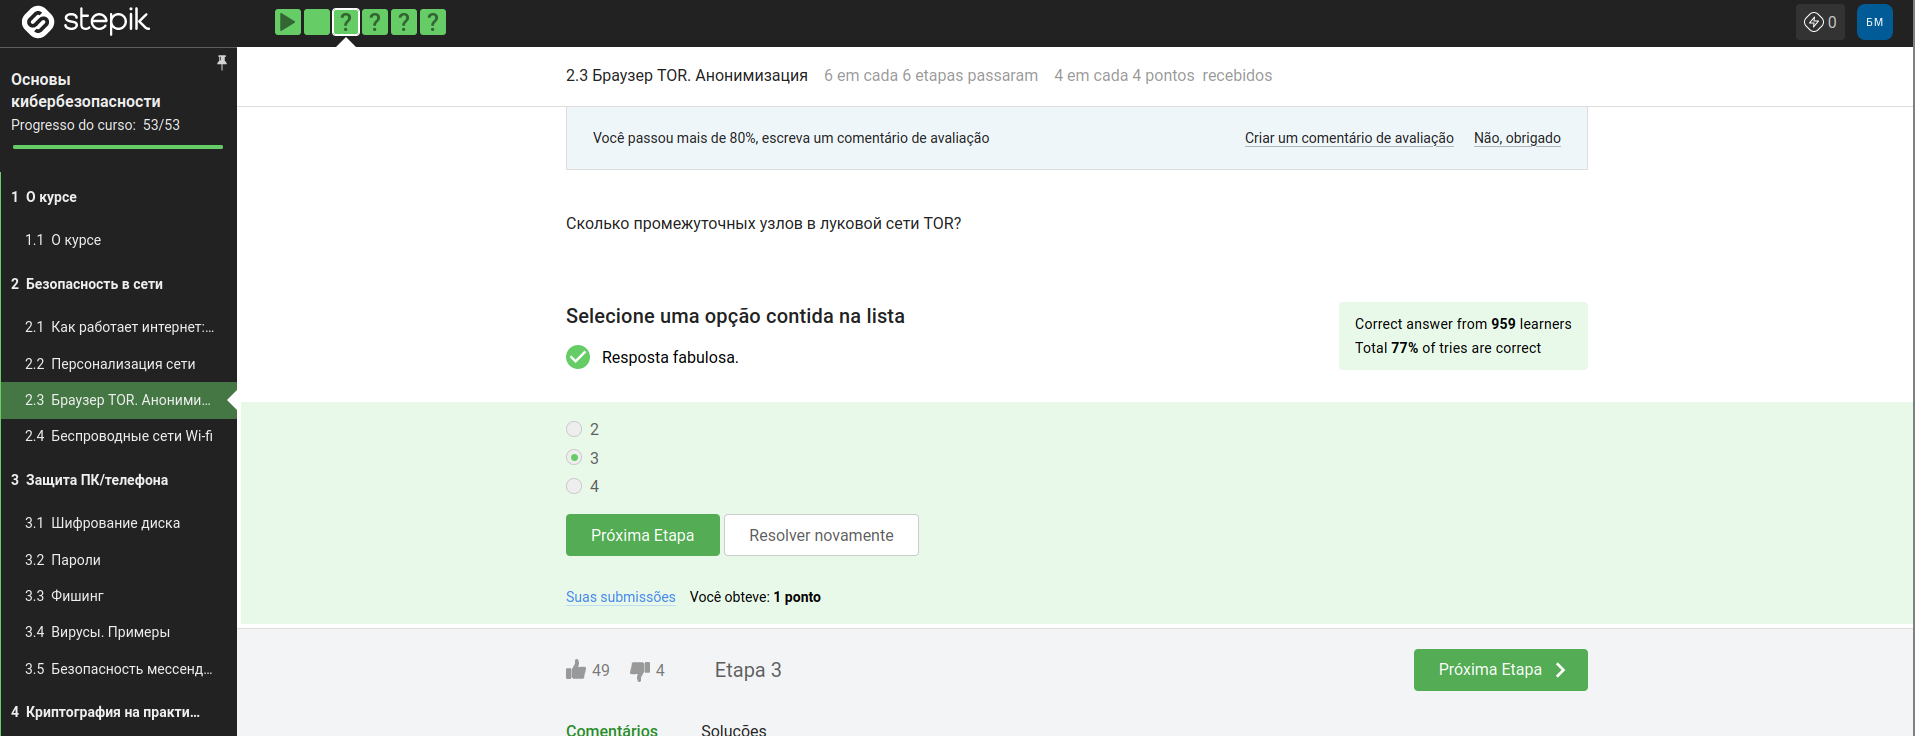 stepik
? ? ? ?
0
БМ
Основы
кибербезопасности
Progresso do curso: 53/53
1 О курсе
1.1 О курсе
2 Безопасность в сети
2.1 Как работает интернет:...
2.2 Персонализация сети
2.3 Браузер TOR. Аноними...
2.4 Беспроводные сети Wi-fi
3 Защита ПК/телефона
3.1 Шифрование диска
3.2 Пароли
3.3 Фишинг
3.4 Вирусы. Примеры
3.5 Безопасность мессенд...
4 Криптография на практи...
2.3 Браузер TOR. Анонимизация 6 em cada 6 etapas passaram 4 em cada 4 pontos recebidos
Você passou mais de 80%, escreva um comentário de avaliação Criar um comentário de avaliação Não, obrigado
Сколько промежуточных узлов в луковой сети TOR?
Selecione uma opção contida na lista
Resposta fabulosa.
Correct answer from 959 learners
Total 77% of tries are correct
2
3
4
Próxima Etapa Resolver novamente
Suas submissões Você obteve: 1 ponto
49 4 Etapa 3 Próxima Etapa
Comentários Soluções